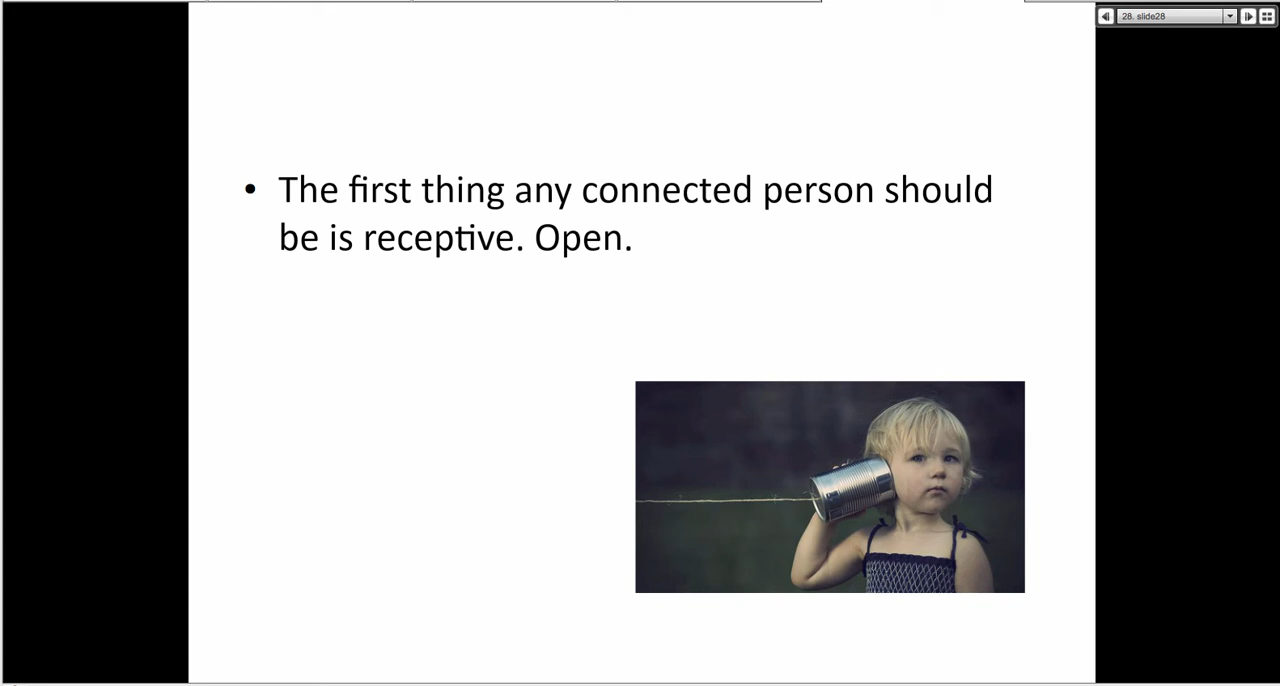 28. slide28
• The first thing any connected person should
be is receptive. Open.